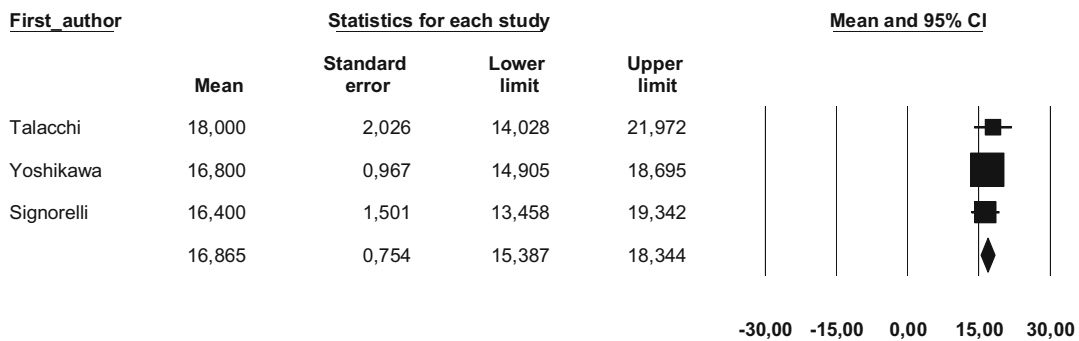 First_author Statistics for each study Mean and 95% CI
Mean Standard error Lower limit Upper limit
Talacchi 18,000 2,026 14,028 21,972
Yoshikawa 16,800 0,967 14,905 18,695
Signorelli 16,400 1,501 13,458 19,342
16,865 0,754 15,387 18,344
-30,00 -15,00 0,00 15,00 30,00